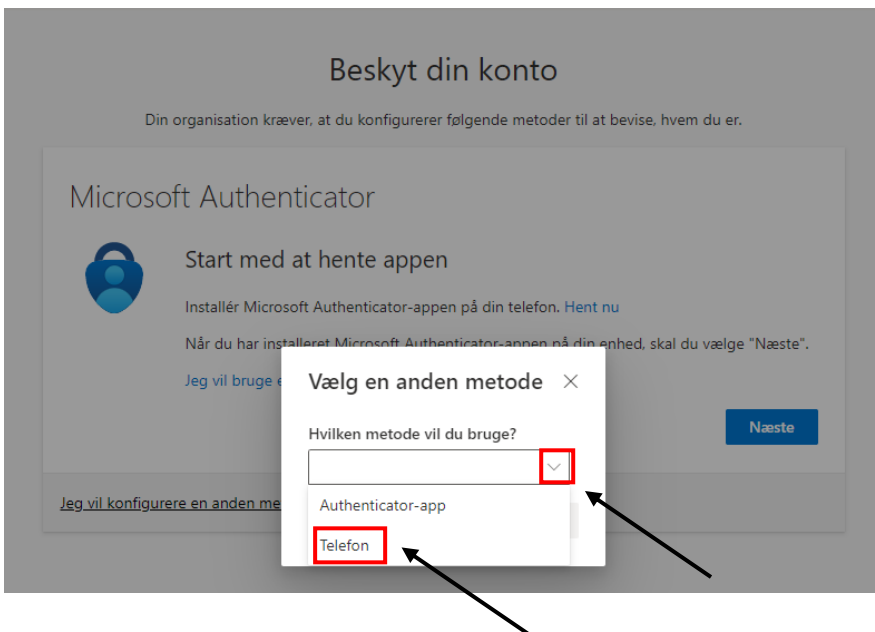 Beskyt din konto
Din organisation kræver, at du konfigurerer følgende metoder til at bevise, hvem du er.
Microsoft Authenticator
Start med at hente appen
Installér Microsoft Authenticator-appen på din telefon. Hent nu
Når du har installeret Microsoft Authenticator-appen på din enhed, skal du vælge "Næste".
Jeg vil bruge
Vælg en anden metode
Hvilken metode vil du bruge?
Næste
Jeg vil konfigurere en anden
Authenticator-app
Telefon